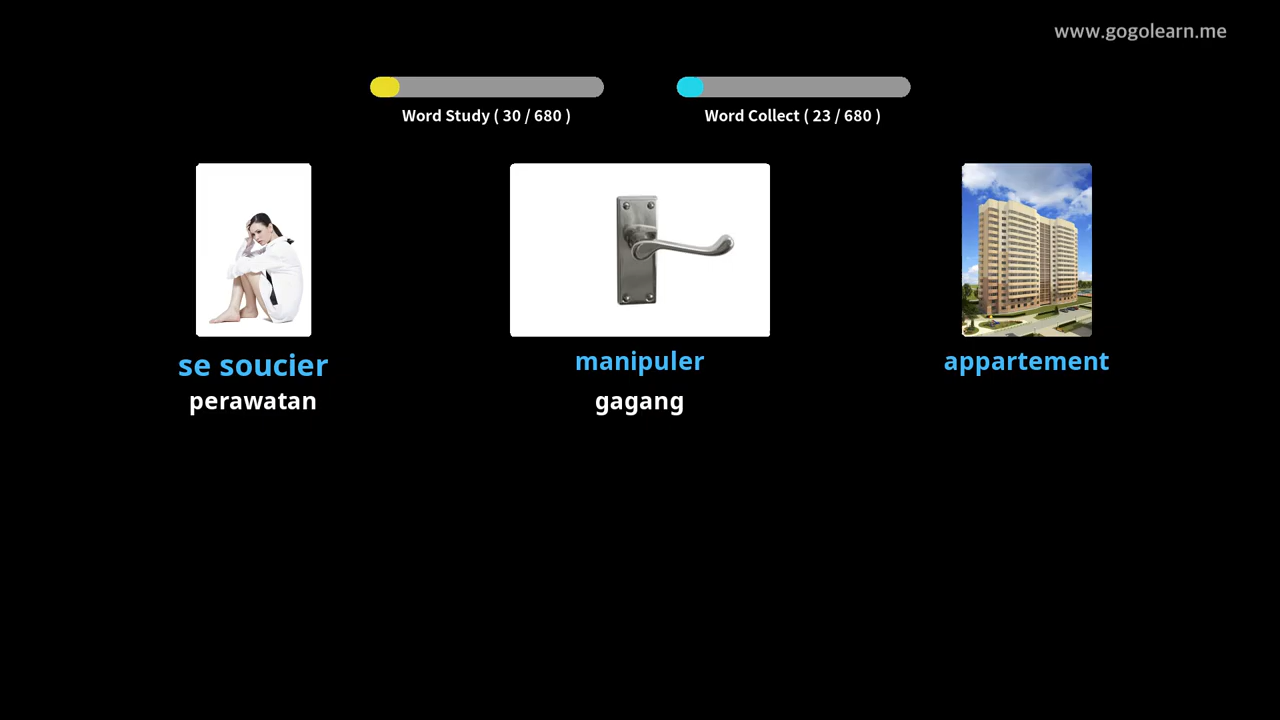 www.gogolearn.me
Word Study ( 30 / 680 )
Word Collect ( 23 / 680 )
se soucier
perawatan
manipuler
gagang
appartement